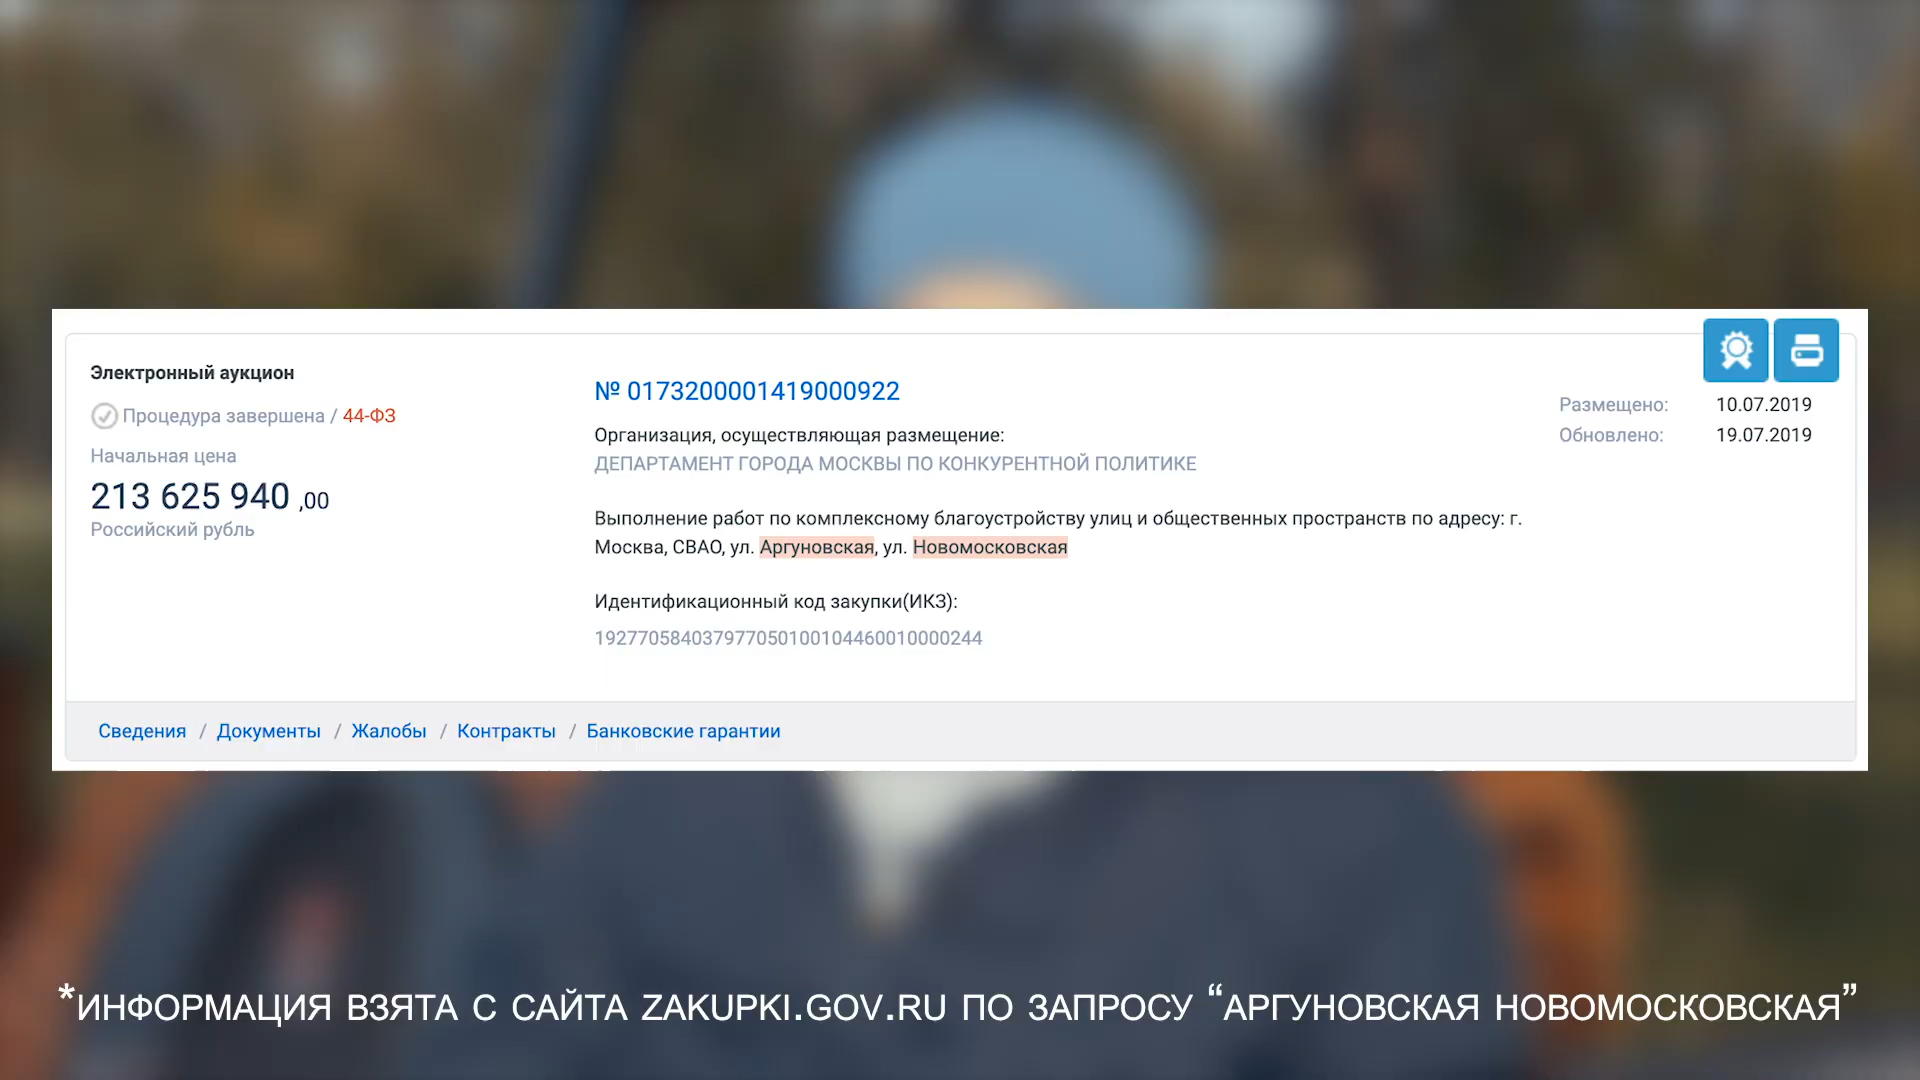 Электронный аукцион
Процедура завершена / 44-ФЗ
Начальная цена
213 625 940 ,00
Российский рубль
№ 0173200001419000922
Организация, осуществляющая размещение:
ДЕПАРТАМЕНТ ГОРОДА МОСКВЫ ПО КОНКУРЕНТНОЙ ПОЛИТИКЕ
Выполнение работ по комплексному благоустройству улиц и общественных пространств по адресу: г.
Москва, СВАО, ул. Аргуновская, ул. Новомосковская
Идентификационный код закупки(ИКЗ):
192770584037977050100104460010000244
Размещено: 10.07.2019
Обновлено: 19.07.2019
Сведения / Документы / Жалобы / Контракты / Банковские гарантии
*ИНФОРМАЦИЯ ВЗЯТА С САЙТА ZAKUPKI.GOV.RU ПО ЗАПРОСУ “АРГУНОВСКАЯ НОВОМОСКОВСКАЯ”